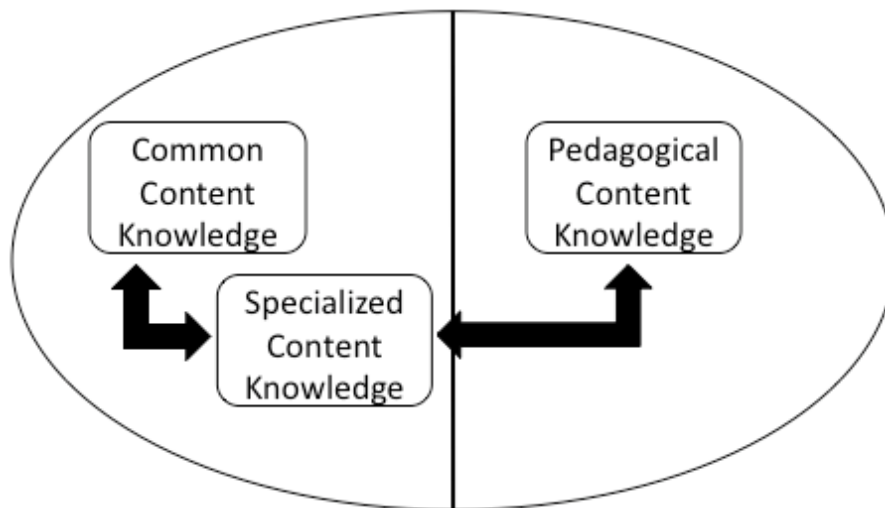 Common
Content
Knowledge
Pedagogical
Content
Knowledge
Specialized
Content
Knowledge